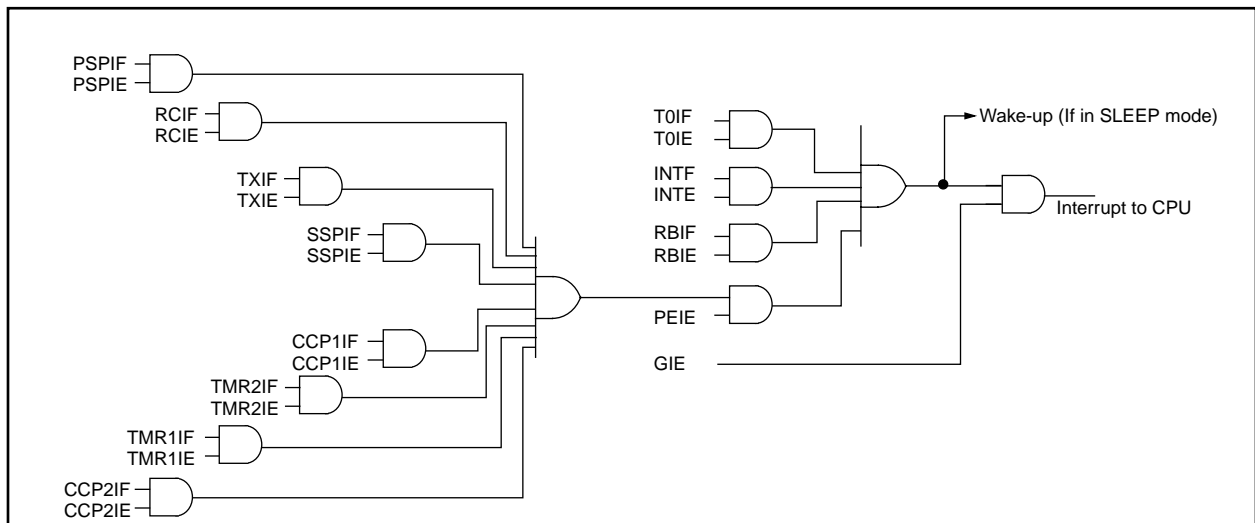 PSPIF
PSPIE
RCIF
RCIE
TXIF
TXIE
SSPIF
SSPIE
CCP1IF
CCP1IE
TMR2IF
TMR2IE
TMR1IF
TMR1IE
CCP2IF
CCP2IE
T0IF
T0IE
INTF
INTE
RBIF
RBIE
PEIE
GIE
Wake-up (If in SLEEP mode)
Interrupt to CPU